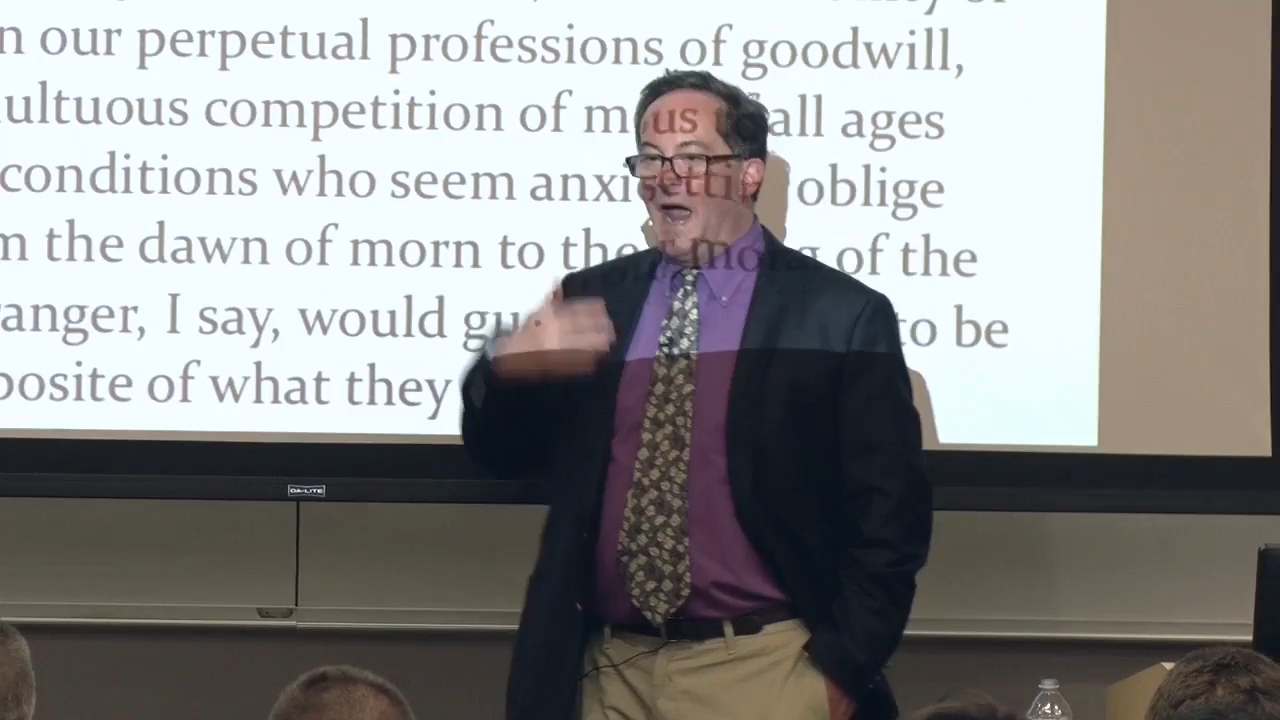 n our perpetual professions of goodwill,
ultuous competition of m us t all ages
conditions who seem anxi oblige
m the dawn of morn to the of the
anger, I say, would gu to be
posite of what they
DA-LITE